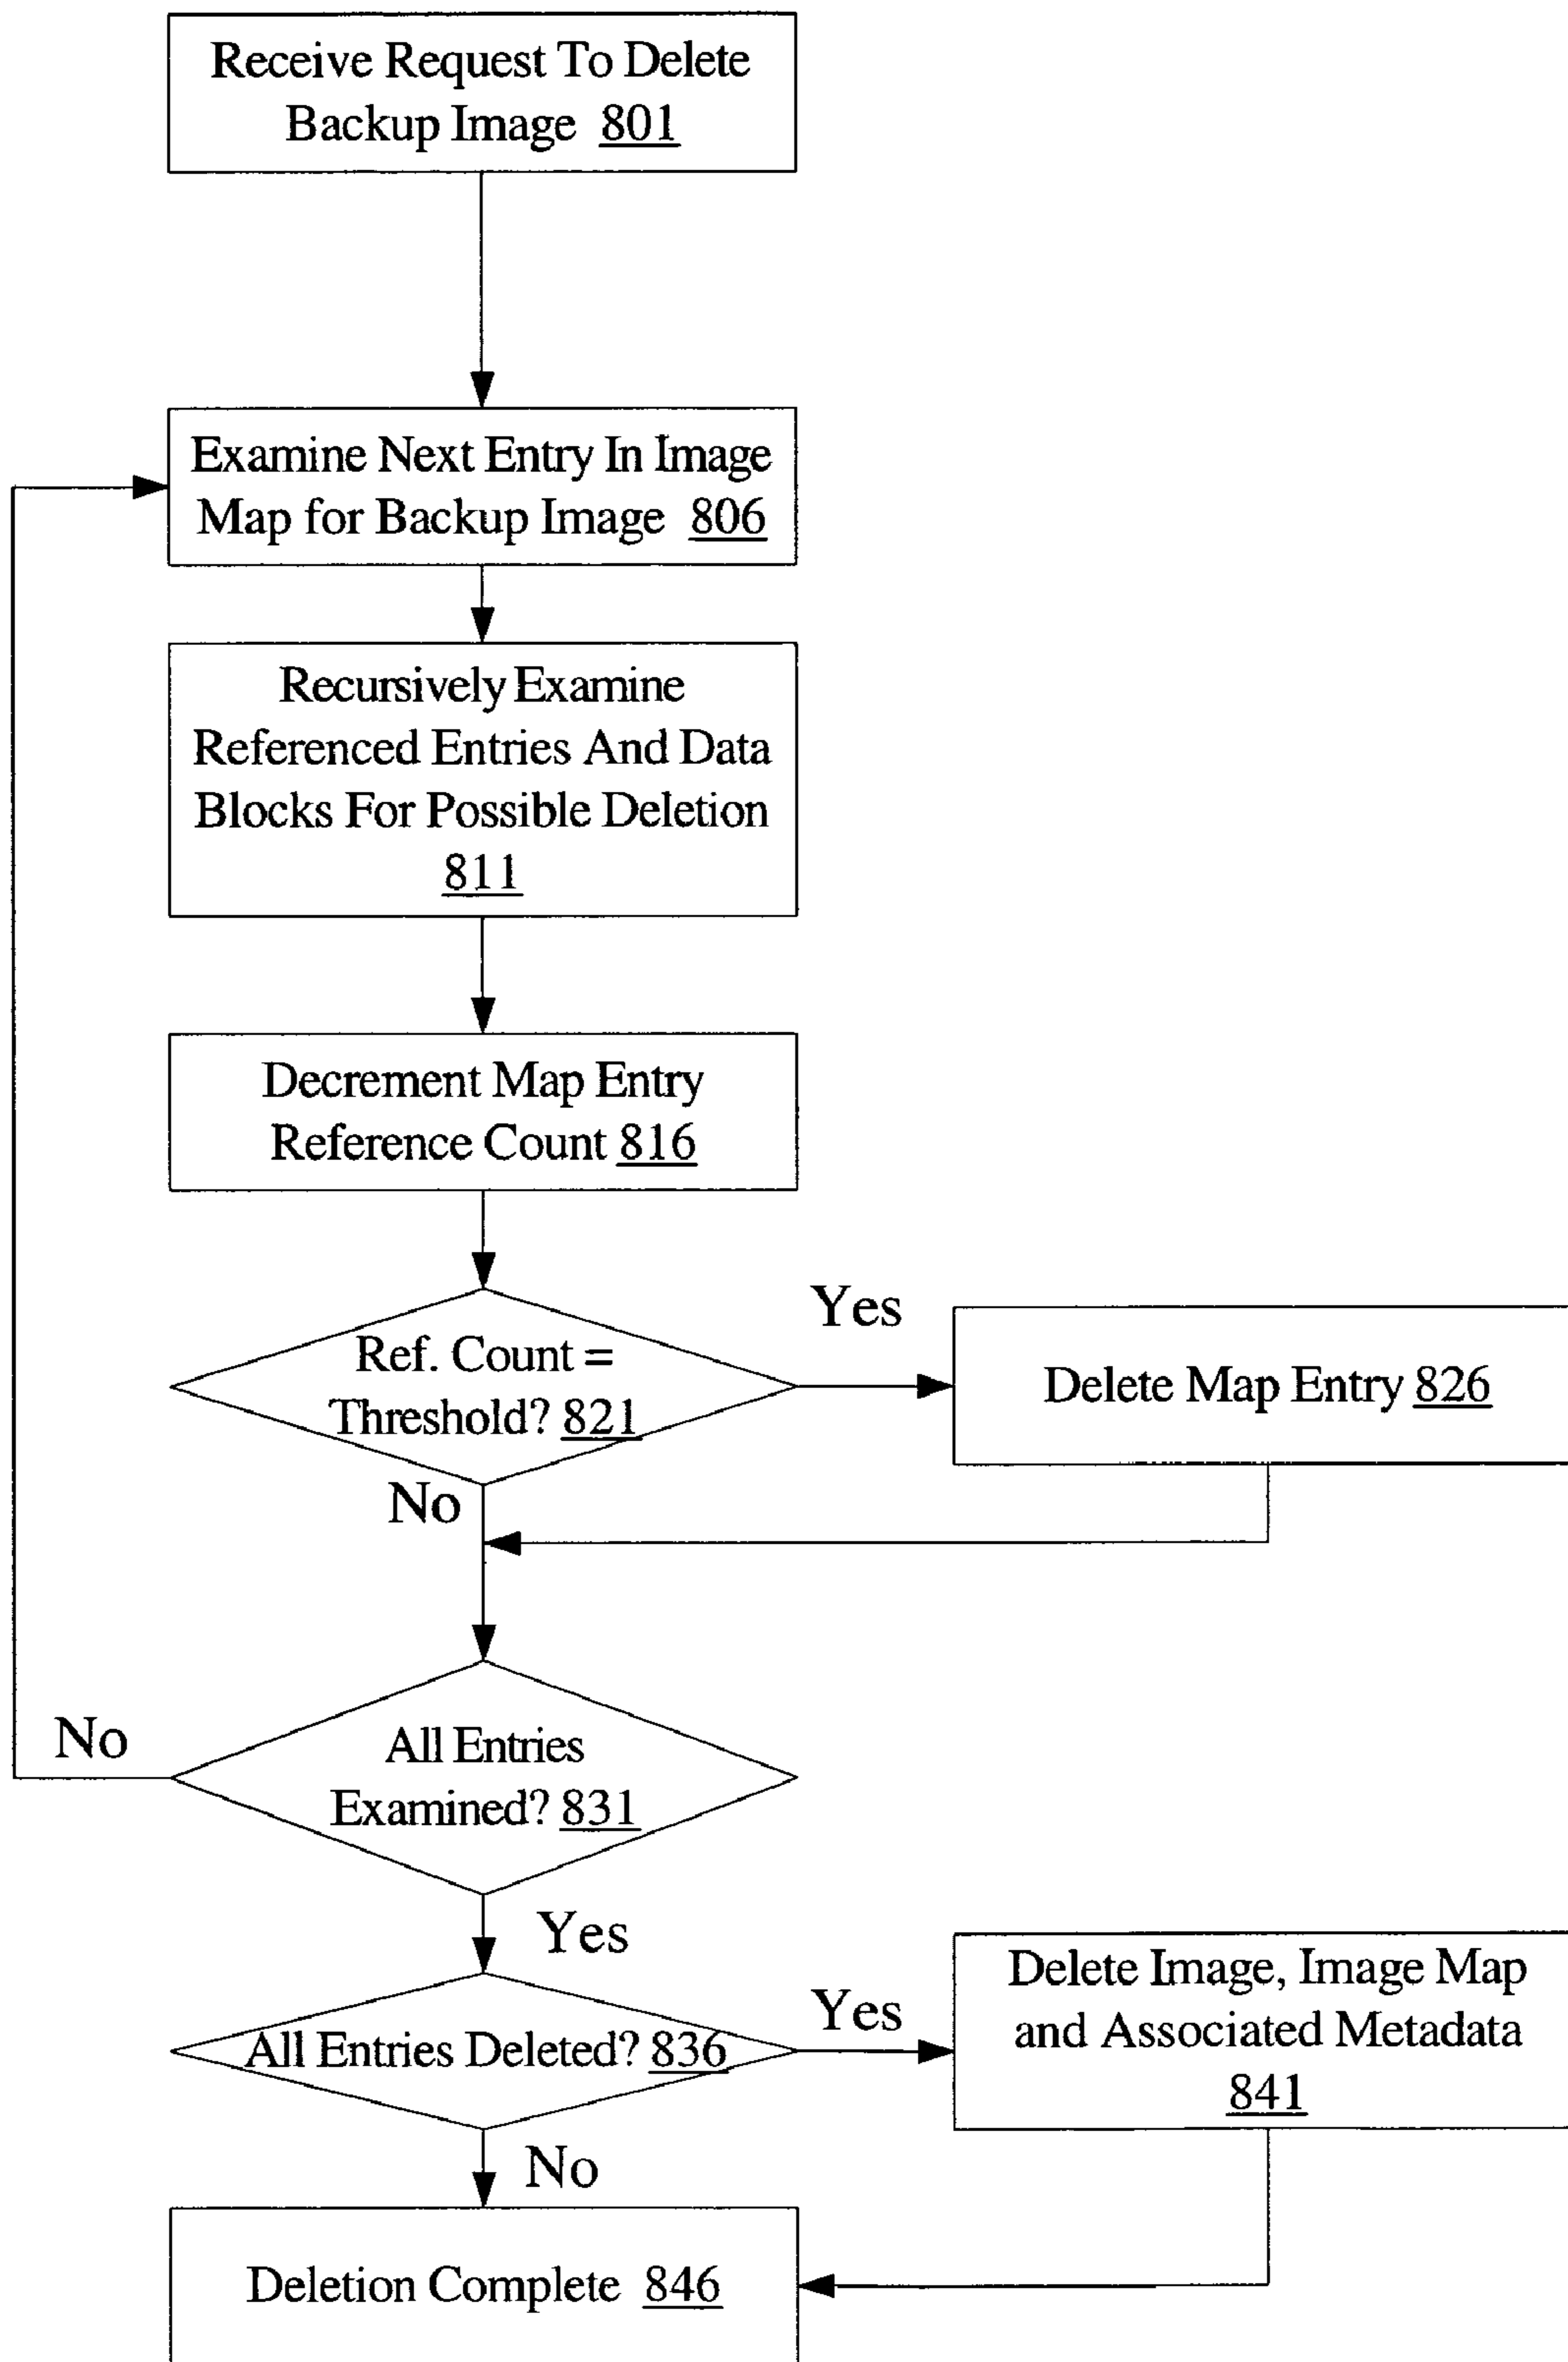 Receive Request To Delete
Backup Image 801
Examine Next Entry In Image
Map for Backup Image 806
Recursively Examine
Referenced Entries And Data
Blocks For Possible Deletion
811
Decrement Map Entry
Reference Count 816
Ref. Count =
Threshold? 821
Yes
Delete Map Entry 826
No
All Entries
Examined? 831
No
Yes
All Entries Deleted? 836
Yes
Delete Image, Image Map
and Associated Metadata
841
No
Deletion Complete 846